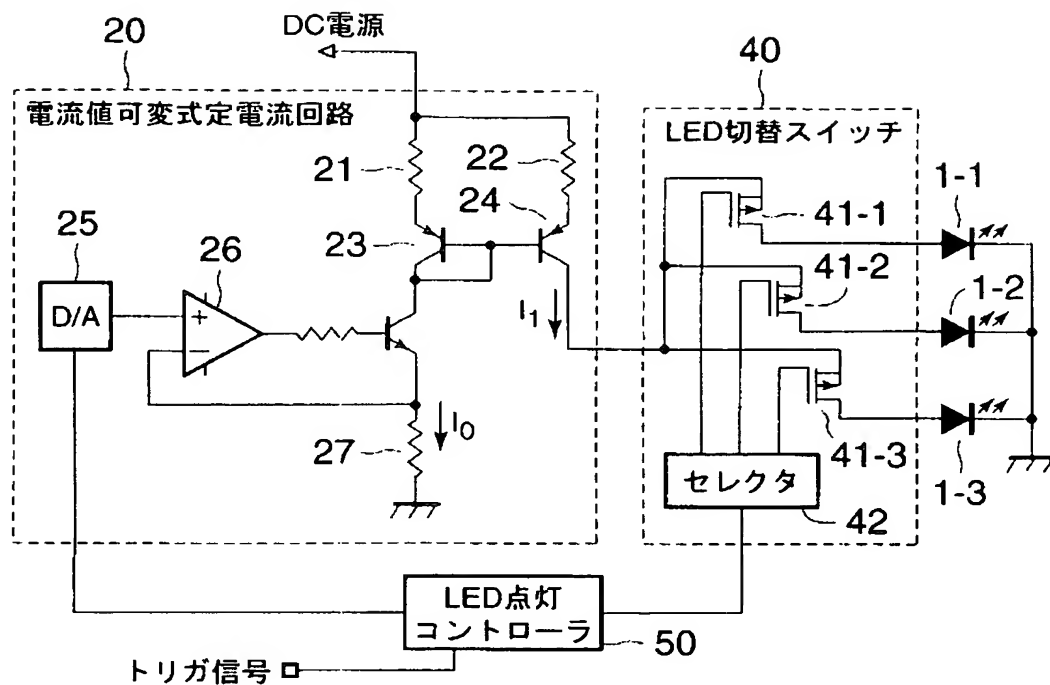 DC電源
20
40
電流値可変式定電流回路
LED切替スイッチ
21
22
24
1-1
41-1
25
26
23
41-2
1-2
D/A
+
−
I1
I0
27
41-3
1-3
セレクタ
42
LED点灯
コントローラ
50
トリガ信号